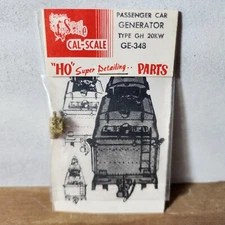 CAL-SCALE
PASSENGER CAR
GENERATOR
TYPE GH 20KW
GE-348
"HO" Super Detailing.. PARTS